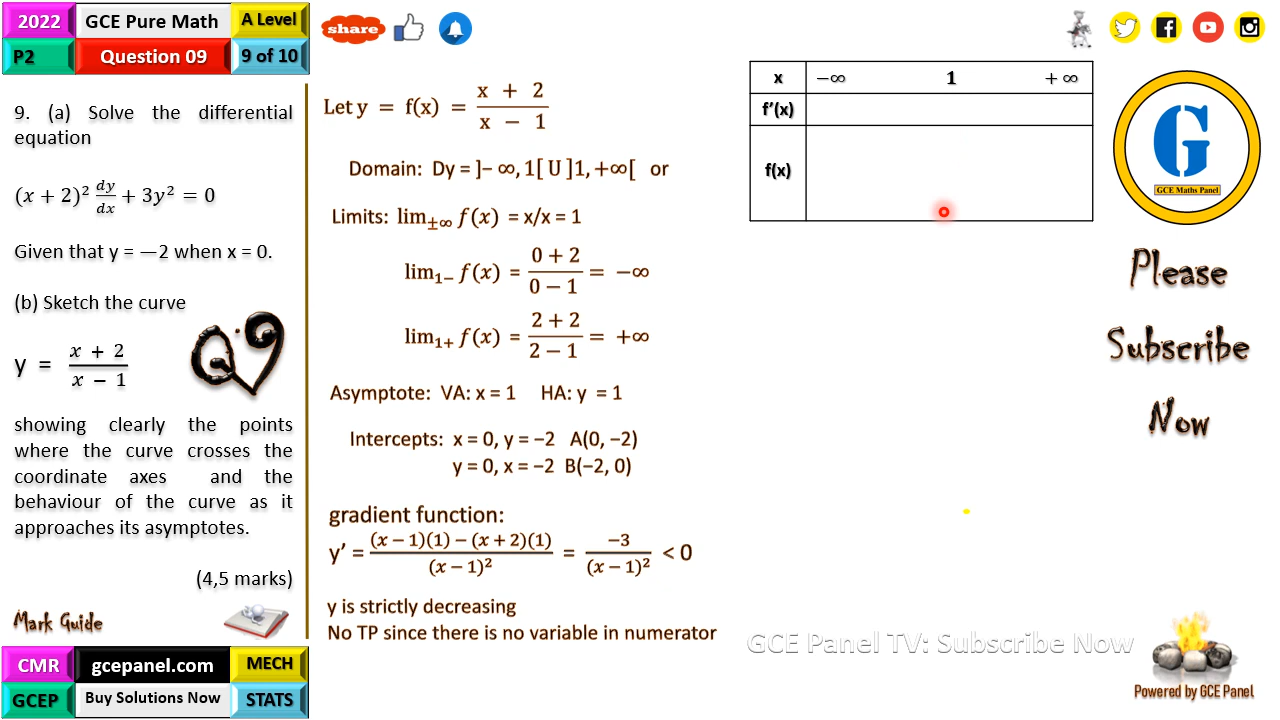 2022 GCE Pure Math A Level
P2 Question 09 9 of 10
share
9. (a) Solve the differential
equation
(x + 2)² dy/dx + 3y² = 0
Given that y = —2 when x = 0.
(b) Sketch the curve
y = (x + 2)/(x − 1)
Q9
showing clearly the points
where the curve crosses the
coordinate axes and the
behaviour of the curve as it
approaches its asymptotes.
(4,5 marks)
Mark Guide
CMR gcepanel.com MECH
GCEP Buy Solutions Now STATS
Let y = f(x) = (x + 2)/(x − 1)
Domain: Dy = ]− ∞, 1[ U ]1, +∞[ or
Limits: lim±∞ f(x) = x/x = 1
lim1− f(x) = (0 + 2)/(0 − 1) = −∞
lim1+ f(x) = (2 + 2)/(2 − 1) = +∞
Asymptote: VA: x = 1 HA: y = 1
Intercepts: x = 0, y = −2 A(0, −2)
y = 0, x = −2 B(−2, 0)
gradient function:
y’ = ((x − 1)(1) − (x + 2)(1))/(x − 1)² = −3/(x − 1)² < 0
y is strictly decreasing
No TP since there is no variable in numerator
x −∞ 1 + ∞
f’(x)
f(x)
G
GCE Maths Panel
Please
Subscribe
Now
GCE Panel TV: Subscribe Now
Powered by GCE Panel